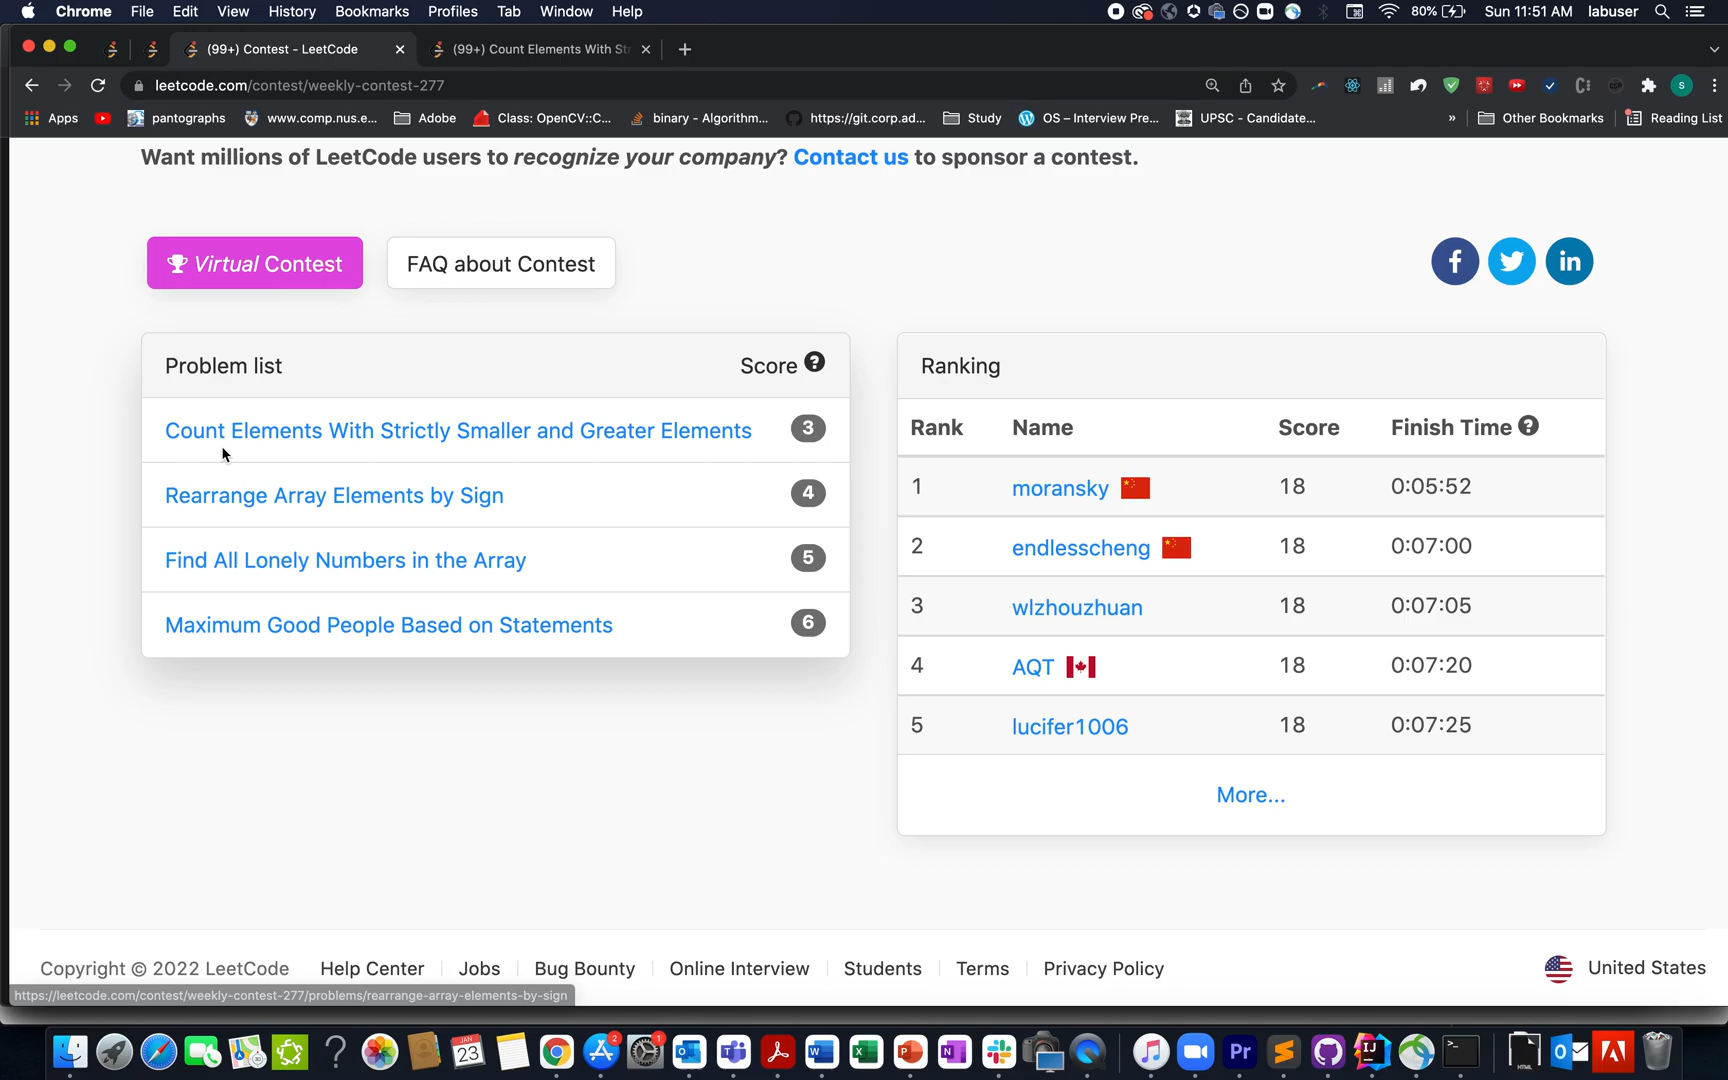 Chrome File Edit View History Bookmarks Profiles Tab Window Help 80% Sun 11:51 AM labuser
(99+) Contest - LeetCode (99+) Count Elements With Str
leetcode.com/contest/weekly-contest-277
Apps pantographs www.comp.nus.e... Adobe Class: OpenCV::C... binary - Algorithm... https://git.corp.ad... Study OS – Interview Pre... UPSC - Candidate... » Other Bookmarks Reading List
Want millions of LeetCode users to recognize your company? Contact us to sponsor a contest.
Virtual Contest FAQ about Contest
Problem list Score
Count Elements With Strictly Smaller and Greater Elements 3
Rearrange Array Elements by Sign 4
Find All Lonely Numbers in the Array 5
Maximum Good People Based on Statements 6
Ranking
Rank Name Score Finish Time
1 moransky 18 0:05:52
2 endlesscheng 18 0:07:00
3 wlzhouzhuan 18 0:07:05
4 AQT 18 0:07:20
5 lucifer1006 18 0:07:25
More...
Copyright © 2022 LeetCode Help Center Jobs Bug Bounty Online Interview Students Terms Privacy Policy United States
https://leetcode.com/contest/weekly-contest-277/problems/rearrange-array-elements-by-sign
JAN 23 2 1